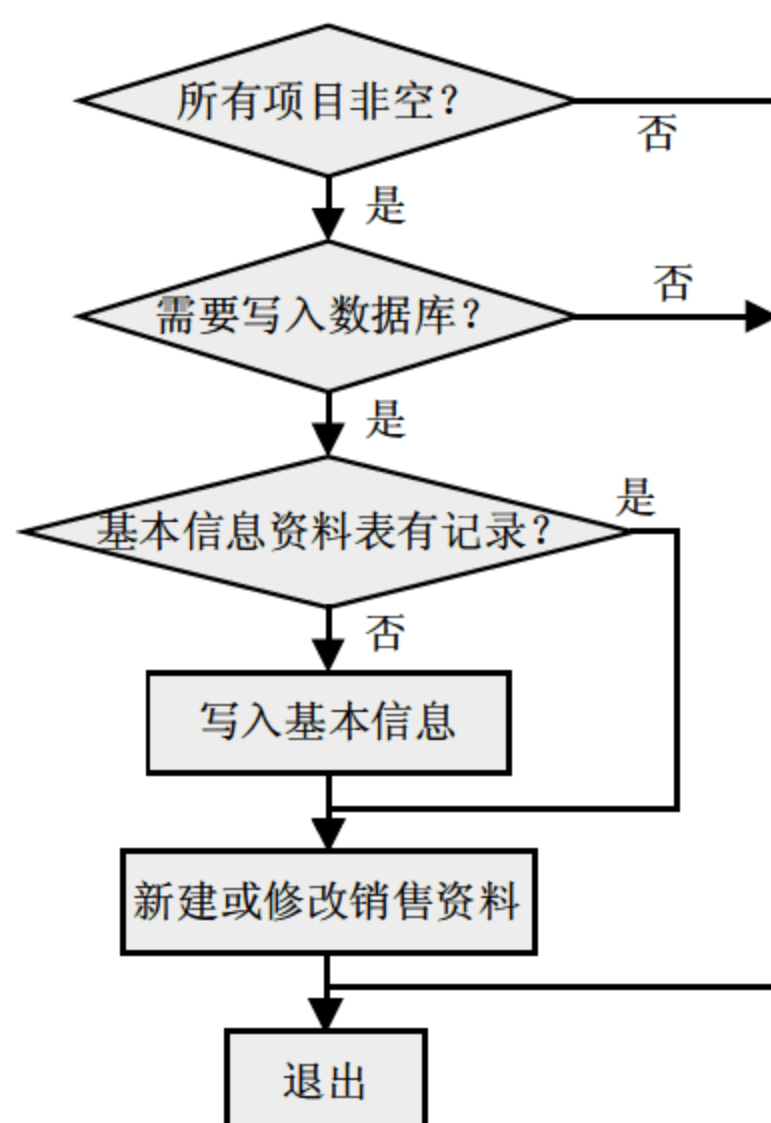 所有项目非空?
否
是
需要写入数据库?
否
是
基本信息资料表有记录?
是
否
写入基本信息
新建或修改销售资料
退出